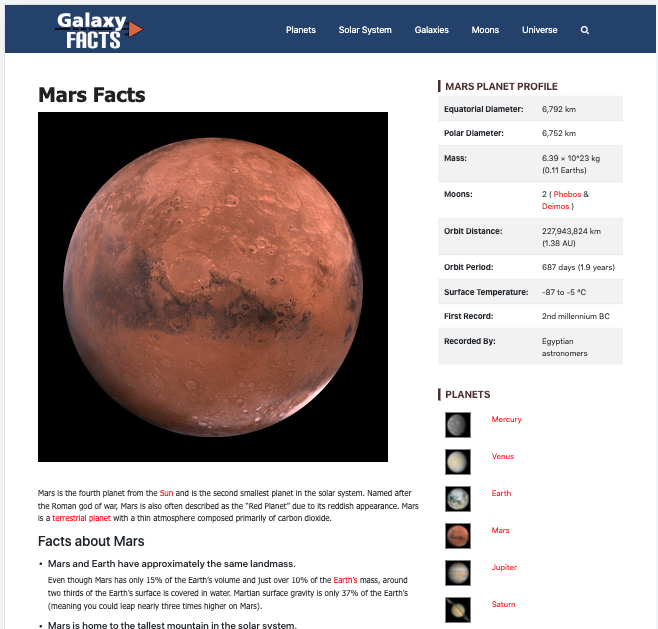 Galaxy
FACTS
Planets Solar System Galaxies Moons Universe
Mars Facts
Mars is the fourth planet from the Sun and is the second smallest planet in the solar system. Named after
the Roman god of war, Mars is also often described as the “Red Planet” due to its reddish appearance. Mars
is a terrestrial planet with a thin atmosphere composed primarily of carbon dioxide.
Facts about Mars
• Mars and Earth have approximately the same landmass.
Even though Mars has only 15% of the Earth’s volume and just over 10% of the Earth’s mass, around
two thirds of the Earth’s surface is covered in water. Martian surface gravity is only 37% of the Earth’s
(meaning you could leap nearly three times higher on Mars).
• Mars is home to the tallest mountain in the solar system.
MARS PLANET PROFILE
Equatorial Diameter: 6,792 km
Polar Diameter: 6,752 km
Mass: 6.39 × 10^23 kg
(0.11 Earths)
Moons: 2 ( Phobos &
Deimos )
Orbit Distance: 227,943,824 km
(1.38 AU)
Orbit Period: 687 days (1.9 years)
Surface Temperature: -87 to -5 °C
First Record: 2nd millennium BC
Recorded By: Egyptian
astronomers
PLANETS
Mercury
Venus
Earth
Mars
Jupiter
Saturn